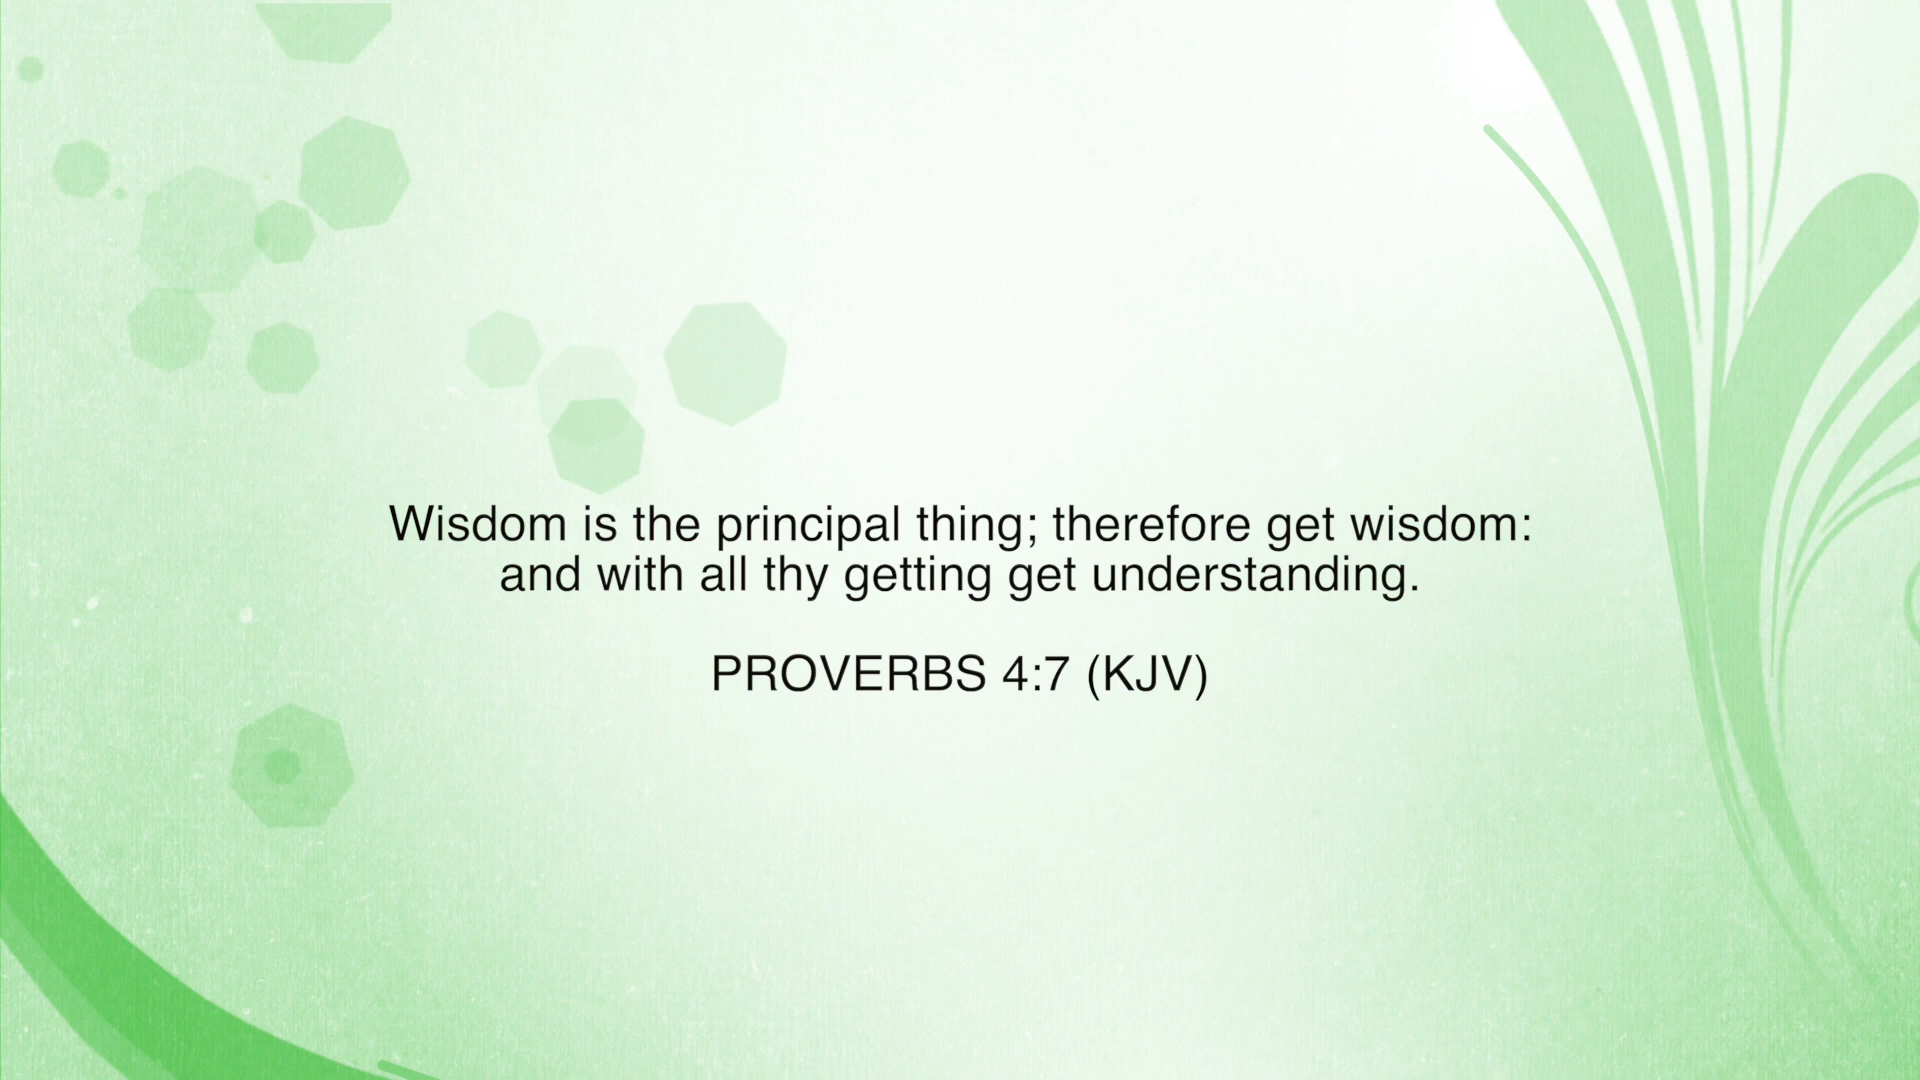 Wisdom is the principal thing; therefore get wisdom:
and with all thy getting get understanding.
PROVERBS 4:7 (KJV)